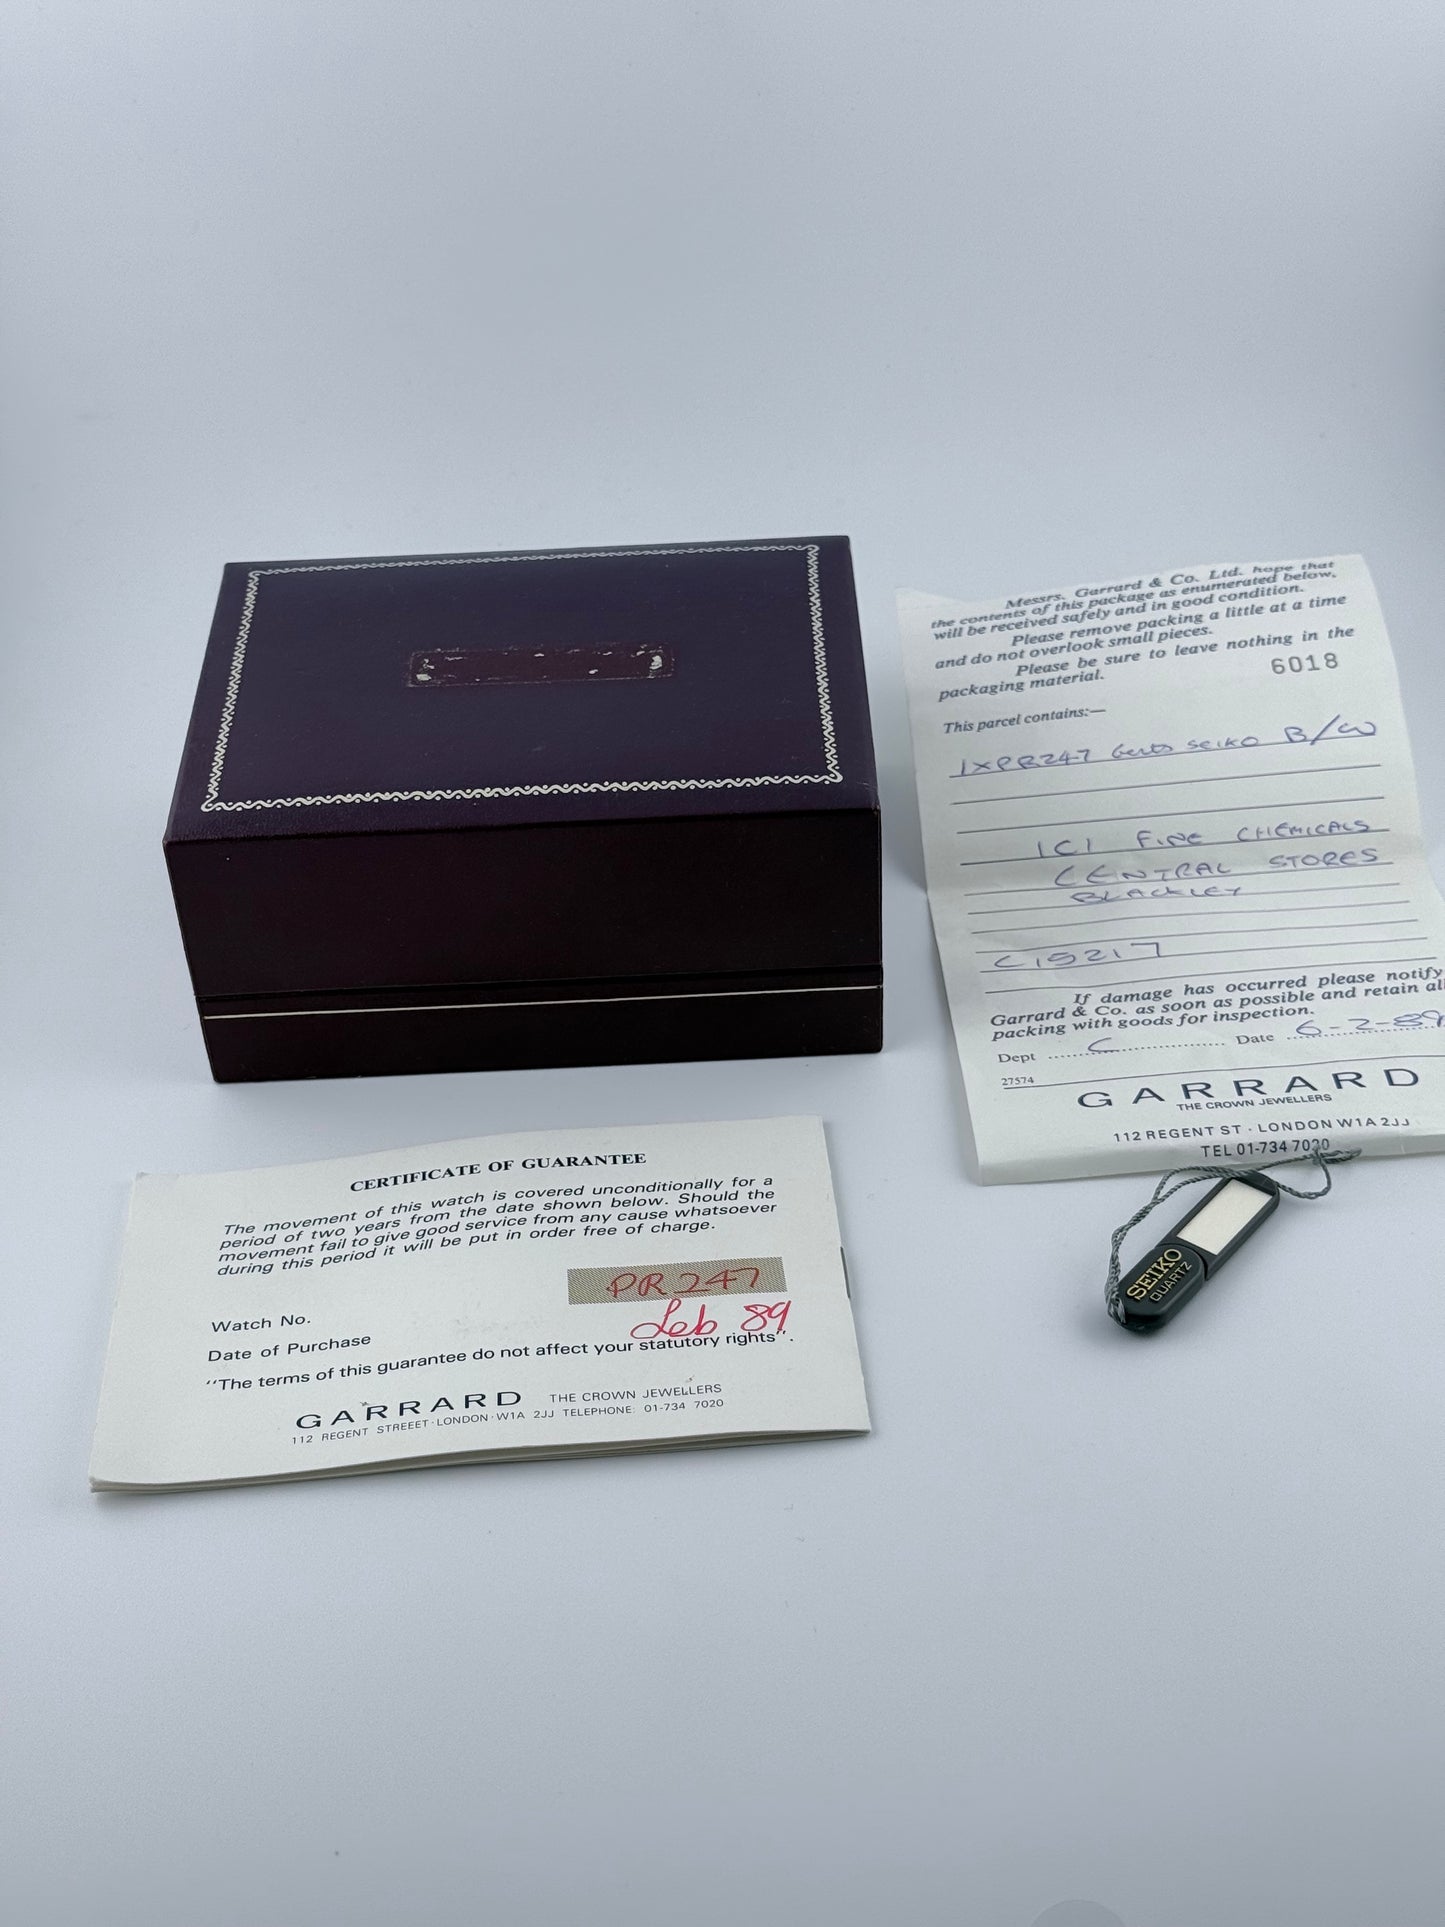 Messrs. Garrard & Co. Ltd. hope that
the contents of this package as enumerated below,
will be received safely and in good condition.
Please remove packing a little at a time
and do not overlook small pieces.
Please be sure to leave nothing in the
packaging material.
6018
This parcel contains:—
1XPR247 Gents Seiko B/W
ICI FINE CHEMICALS
CENTRAL STORES
BLACKLEY
C15217
If damage has occurred please notify
Garrard & Co. as soon as possible and retain all
packing with goods for inspection.
Dept C Date 6-2-89
27574
GARRARD
THE CROWN JEWELLERS
112 REGENT ST · LONDON W1A 2JJ
TEL 01-734 7020
SEIKO
QUARTZ
CERTIFICATE OF GUARANTEE
The movement of this watch is covered unconditionally for a
period of two years from the date shown below. Should the
movement fail to give good service from any cause whatsoever
during this period it will be put in order free of charge.
Watch No. PR247
Date of Purchase Feb 89
"The terms of this guarantee do not affect your statutory rights".
GARRARD THE CROWN JEWELLERS
112 REGENT STREEET · LONDON · W1A 2JJ TELEPHONE: 01-734 7020